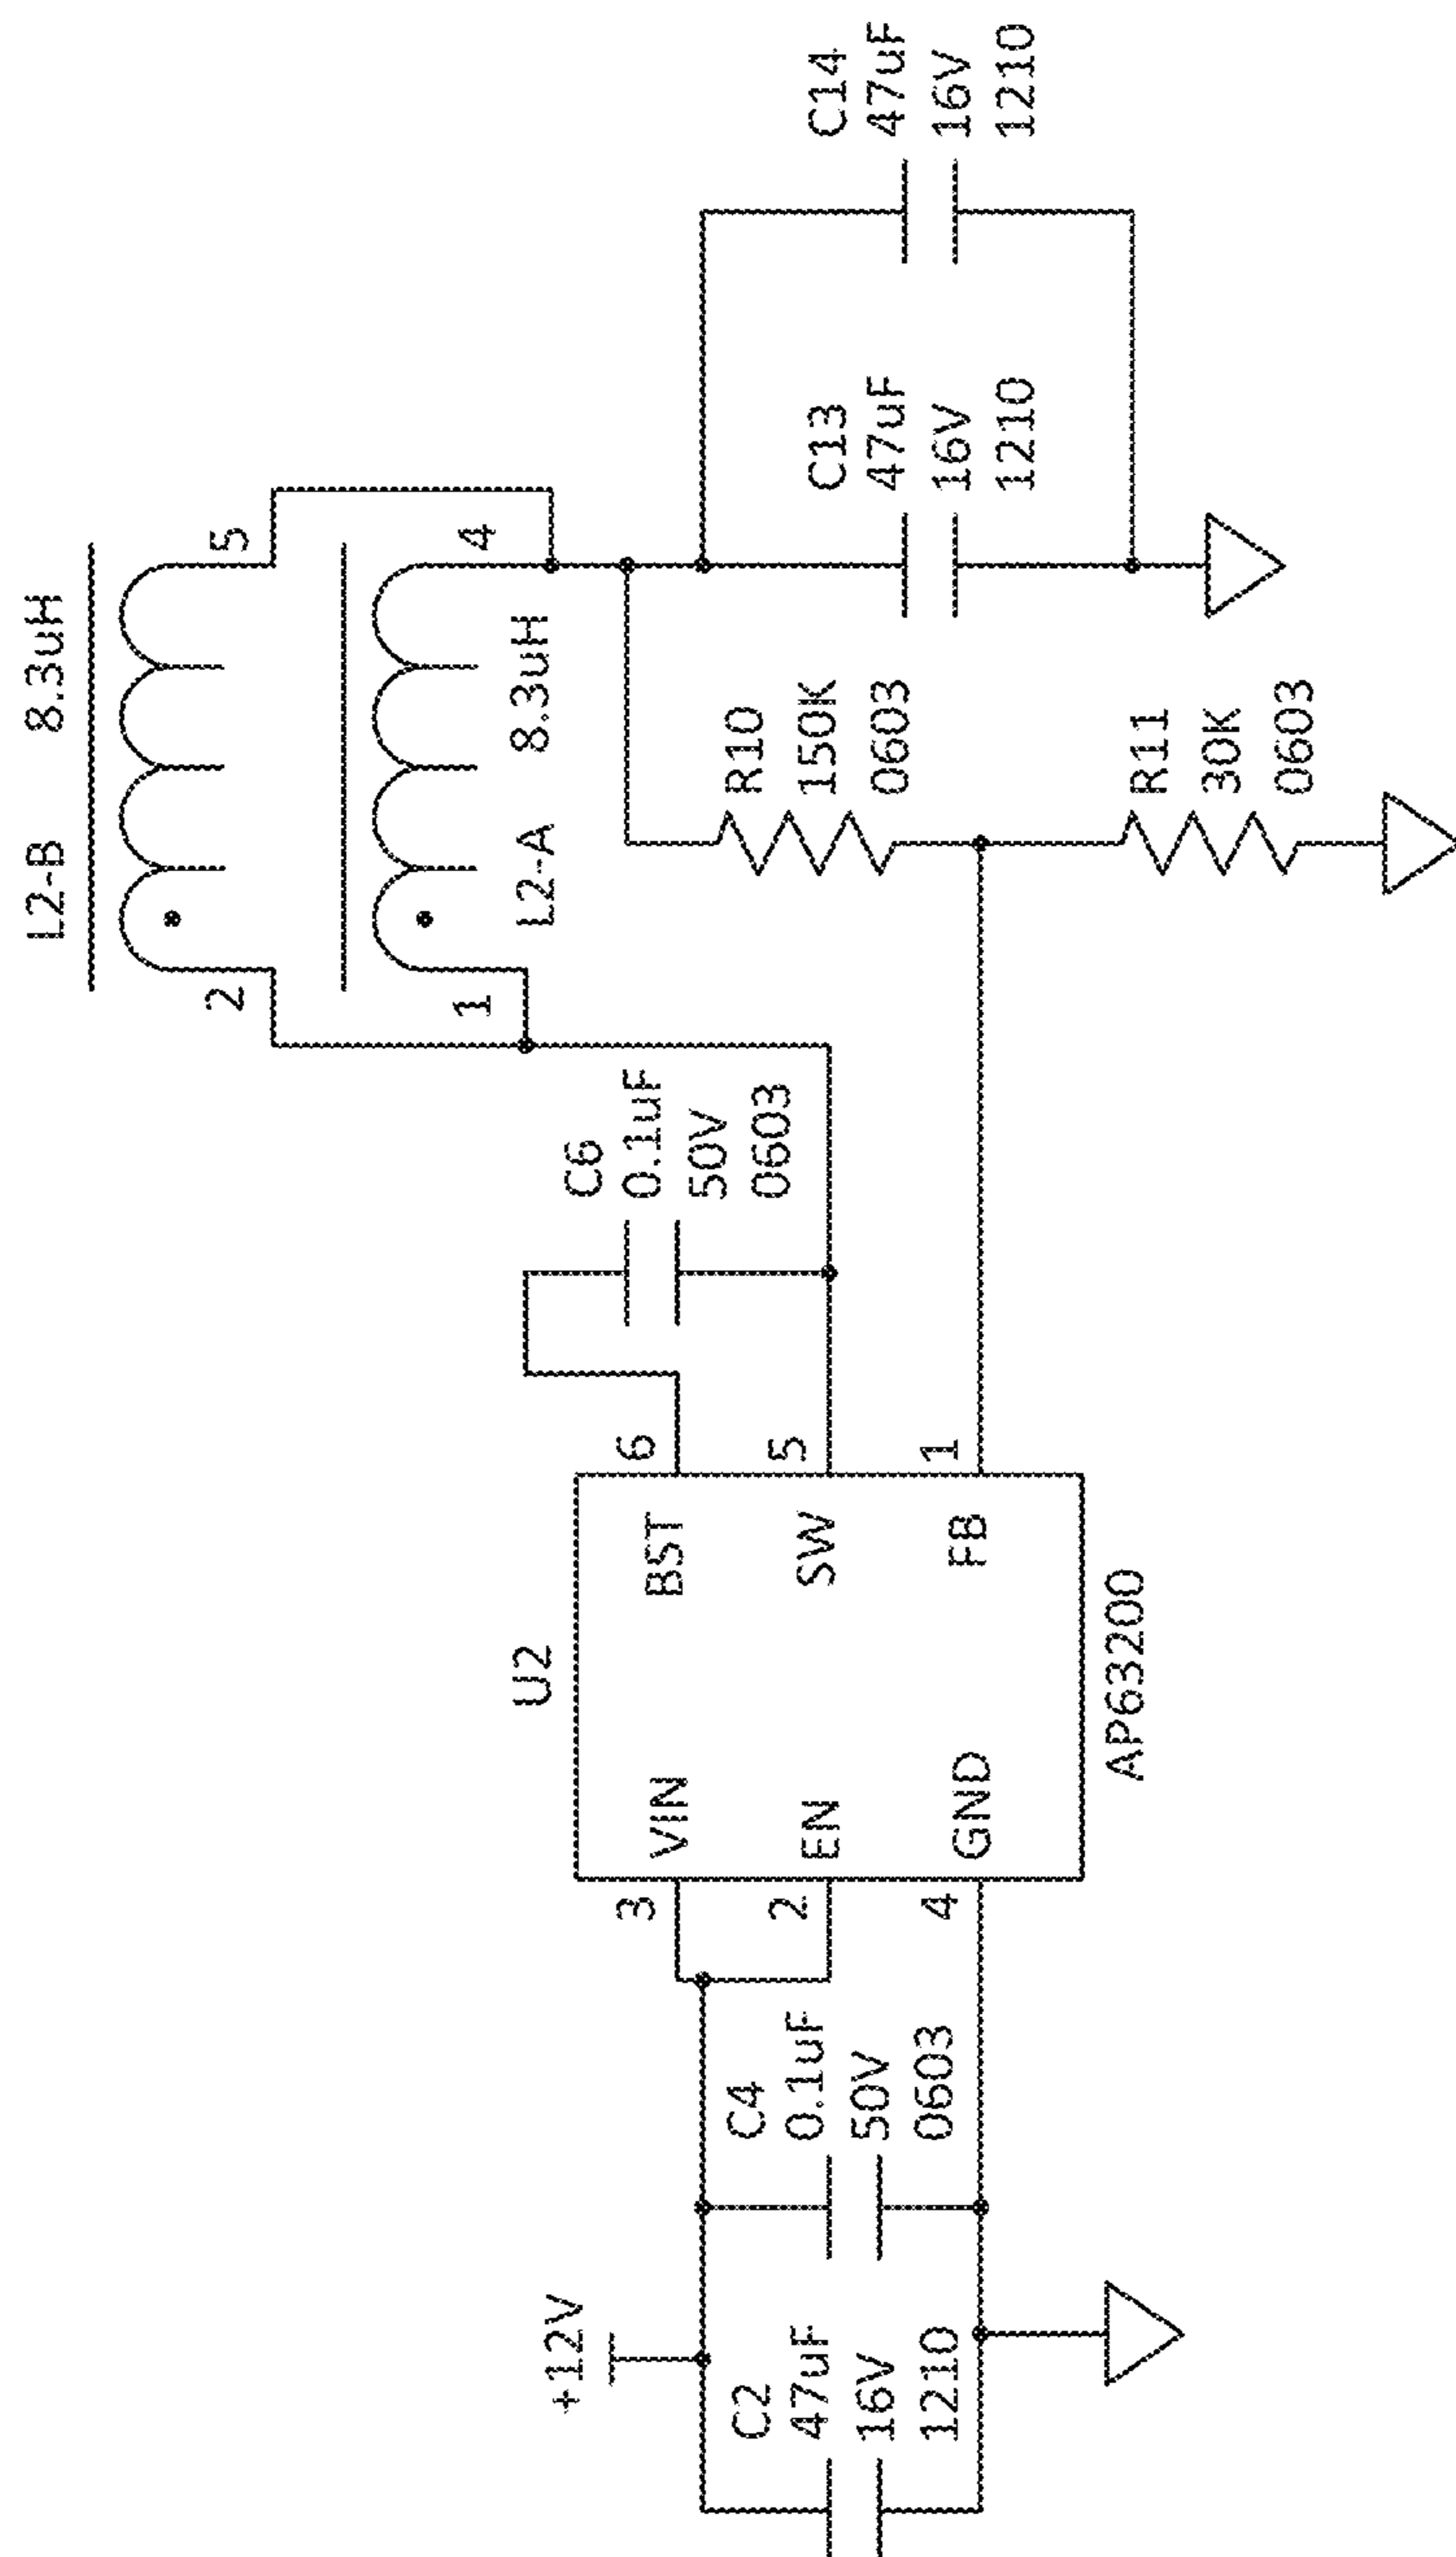 L2-B 8.3uH
2
5
L2-A 8.3uH
1
4
+12V
C2
47uF
16V
1210
C4
0.1uF
50V
0603
U2
3
VIN
2
EN
4
GND
BST
6
SW
5
FB
1
AP63200
C6
0.1uF
50V
0603
R10
150K
0603
R11
30K
0603
C13
47uF
16V
1210
C14
47uF
16V
1210